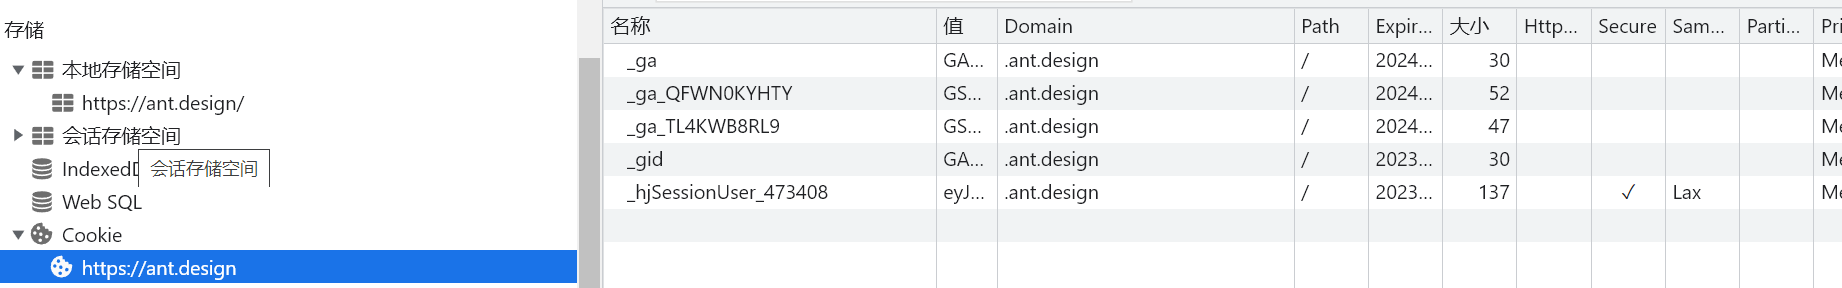 存储
本地存储空间
https://ant.design/
会话存储空间
IndexedD
会话存储空间
Web SQL
Cookie
https://ant.design
名称 值 Domain Path Expir... 大小 Http... Secure Sam... Parti... Pri
_ga GA... .ant.design / 2024... 30 Me
_ga_QFWN0KYHTY GS... .ant.design / 2024... 52 Me
_ga_TL4KWB8RL9 GS... .ant.design / 2024... 47 Me
_gid GA... .ant.design / 2023... 30 Me
_hjSessionUser_473408 eyJ... .ant.design / 2023... 137 ✓ Lax Me